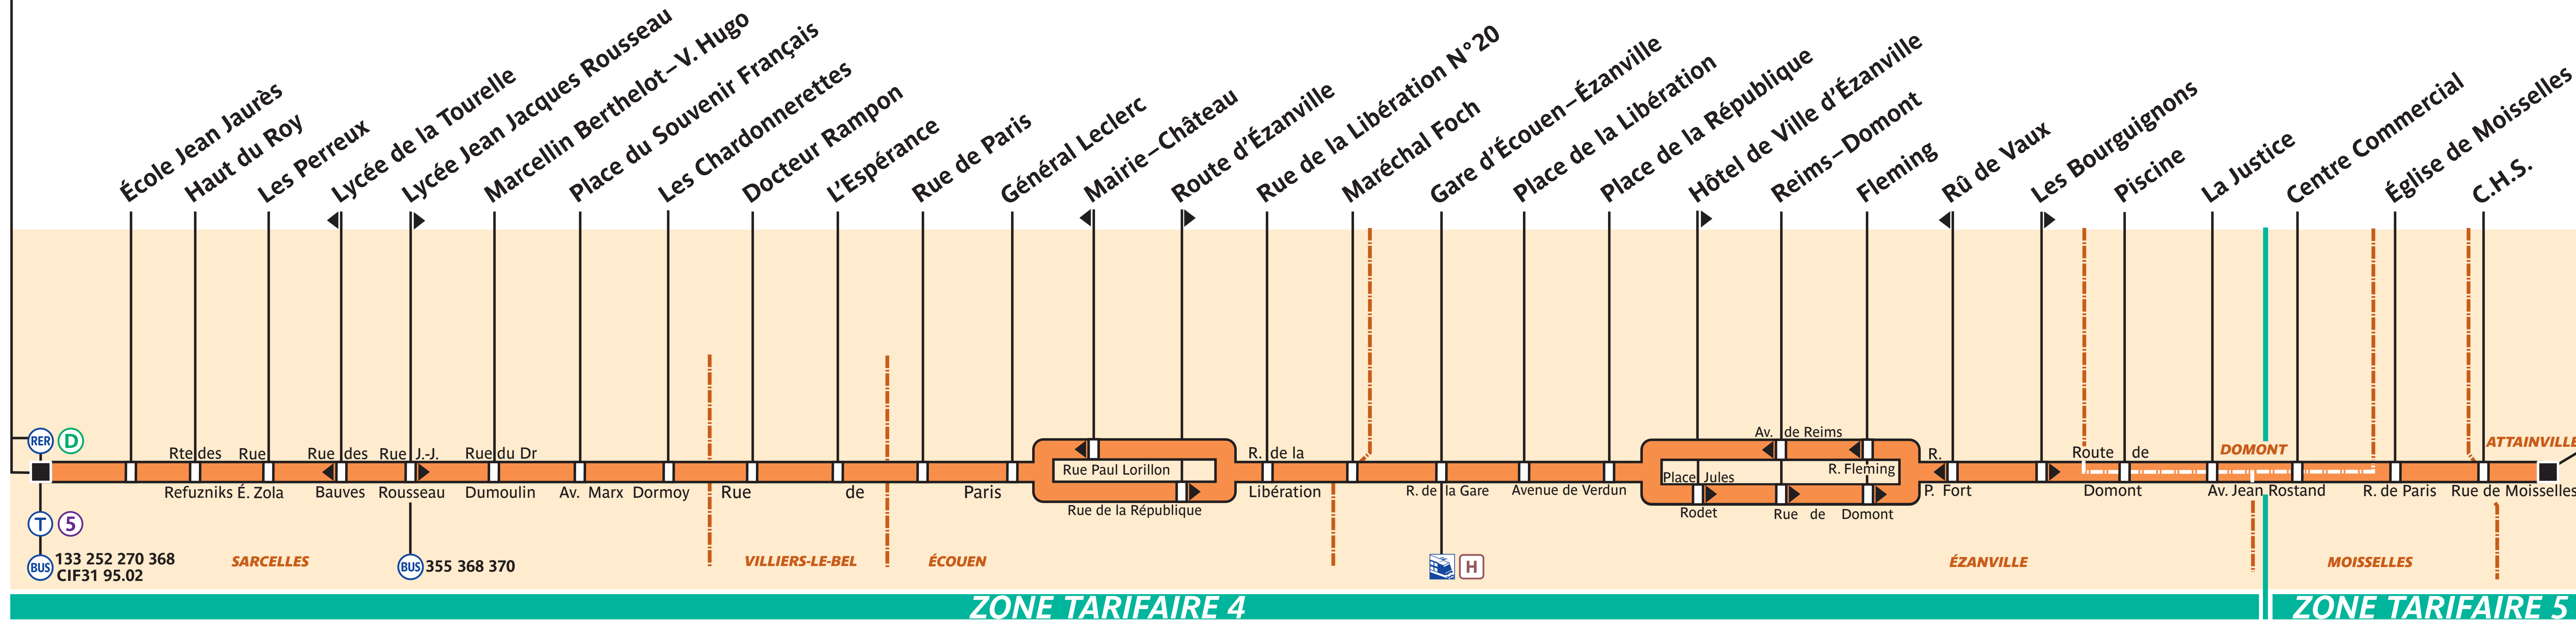 École Jean Jaurès
Haut du Roy
Les Perreux
Lycée de la Tourelle
Lycée Jean Jacques Rousseau
Marcellin Berthelot–V. Hugo
Place du Souvenir Français
Les Chardonnerettes
Docteur Rampon
L'Espérance
Rue de Paris
Général Leclerc
Mairie–Château
Route d'Ézanville
Rue de la Libération N°20
Maréchal Foch
Gare d'Écouen–Ézanville
Place de la Libération
Place de la République
Hôtel de Ville d'Ézanville
Reims–Domont
Fleming
Rû de Vaux
Les Bourguignons
Piscine
La Justice
Centre Commercial
Église de Moisselles
C.H.S.
RER D
Rte des
Refuzniks
Rue
É. Zola
Rue des
Bauves
Rue J.-J.
Rousseau
Rue du Dr
Dumoulin
Av. Marx Dormoy
Rue de Paris
Rue Paul Lorillon
Rue de la République
R. de la
Libération
R. de la Gare
Avenue de Verdun
Place Jules
Rodet
Av. de Reims
R. Fleming
Rue de Domont
R.
P. Fort
Route de
Domont
DOMONT
Av. Jean Rostand
R. de Paris
ATTAINVILLE
Rue de Moisselles
T 5
BUS 133 252 270 368
CIF31 95.02
SARCELLES
BUS 355 368 370
VILLIERS-LE-BEL
ÉCOUEN
H
ÉZANVILLE
MOISSELLES
ZONE TARIFAIRE 4
ZONE TARIFAIRE 5